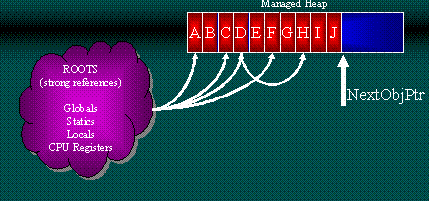 Managed Heap
A B C D E F G H I J
ROOTS
(strong references)
Globals
Statics
Locals
CPU Registers
NextObjPtr